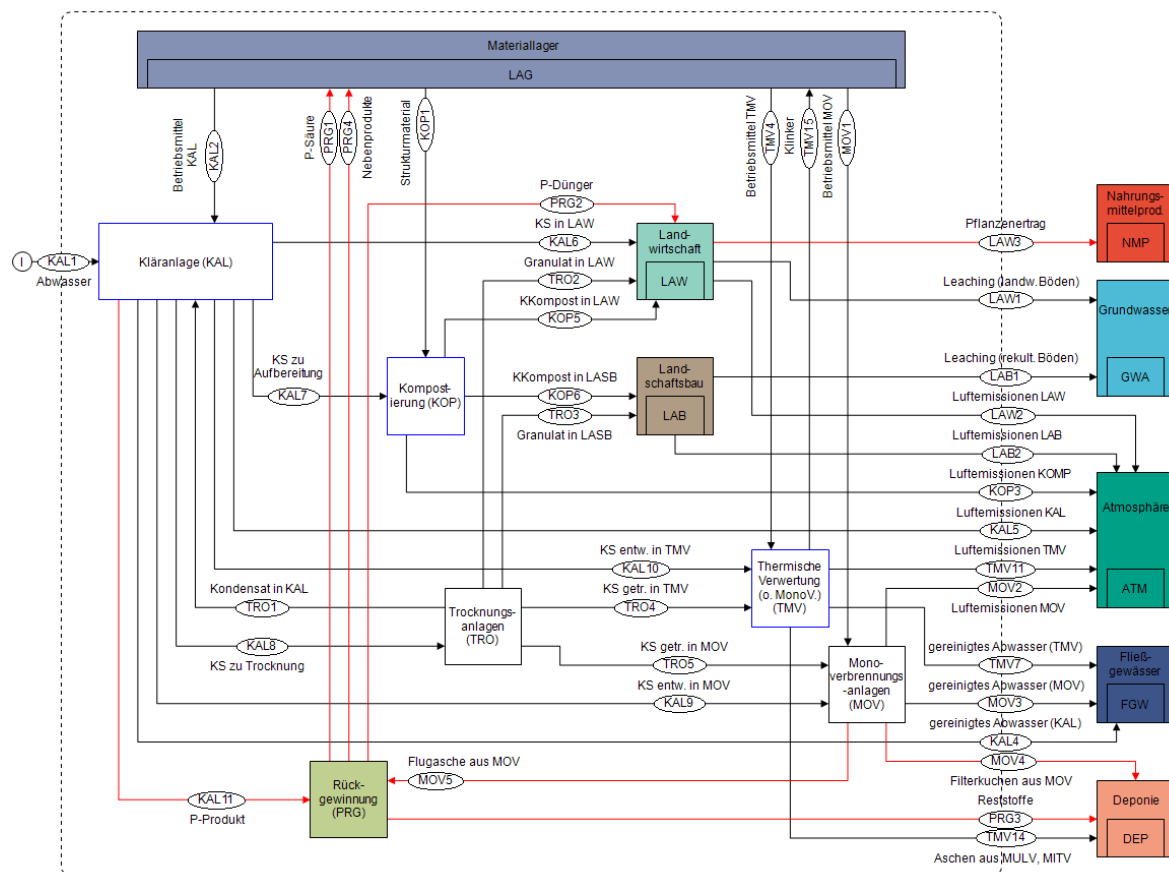 Materiallager
LAG
Betriebsmittel
KAL
KAL2
P-Säure
PRG1
PRG4
Nebenprodukte
Strukturmaterial
KOP1
Betriebsmittel TMV
TMV4
Klinker
TMV15
Betriebsmittel MOV
MOV1
P-Dünger
PRG2
KS in LAW
KAL6
Granulat in LAW
TRO2
KKompost in LAW
KOP5
Land-
wirtschaft
LAW
Pflanzenertrag
LAW3
Nahrungs-
mittelprod.
NMP
I
KAL1
Abwasser
Kläranlage (KAL)
Leaching (landw. Böden)
LAW1
Grundwasser
GWA
Leaching (rekult. Böden)
LAB1
KS zu
Aufbereitung
KAL7
Kompost-
ierung (KOP)
KKompost in LASB
KOP6
TRO3
Granulat in LASB
Land-
schaftsbau
LAB
Luftemissionen LAW
LAW2
Luftemissionen LAB
LAB2
Luftemissionen KOMP
KOP3
Luftemissionen KAL
KAL5
Luftemissionen TMV
TMV11
MOV2
Luftemissionen MOV
Atmosphäre
ATM
KS entw. in TMV
KAL10
KS getr. in TMV
TRO4
Thermische
Verwertung
(o. MonoV.)
(TMV)
Kondensat in KAL
TRO1
KAL8
KS zu Trocknung
Trocknungs-
anlagen
(TRO)
KS getr. in MOV
TRO5
KS entw. in MOV
KAL9
Mono-
verbrennungs
-anlagen
(MOV)
gereinigtes Abwasser (TMV)
TMV7
gereinigtes Abwasser (MOV)
MOV3
gereinigtes Abwasser (KAL)
KAL4
Fließ-
gewässer
FGW
MOV4
Filterkuchen aus MOV
Flugasche aus MOV
MOV5
KAL11
P-Produkt
Rück-
gewinnung
(PRG)
Reststoffe
PRG3
TMV14
Aschen aus MULV, MITV
Deponie
DEP